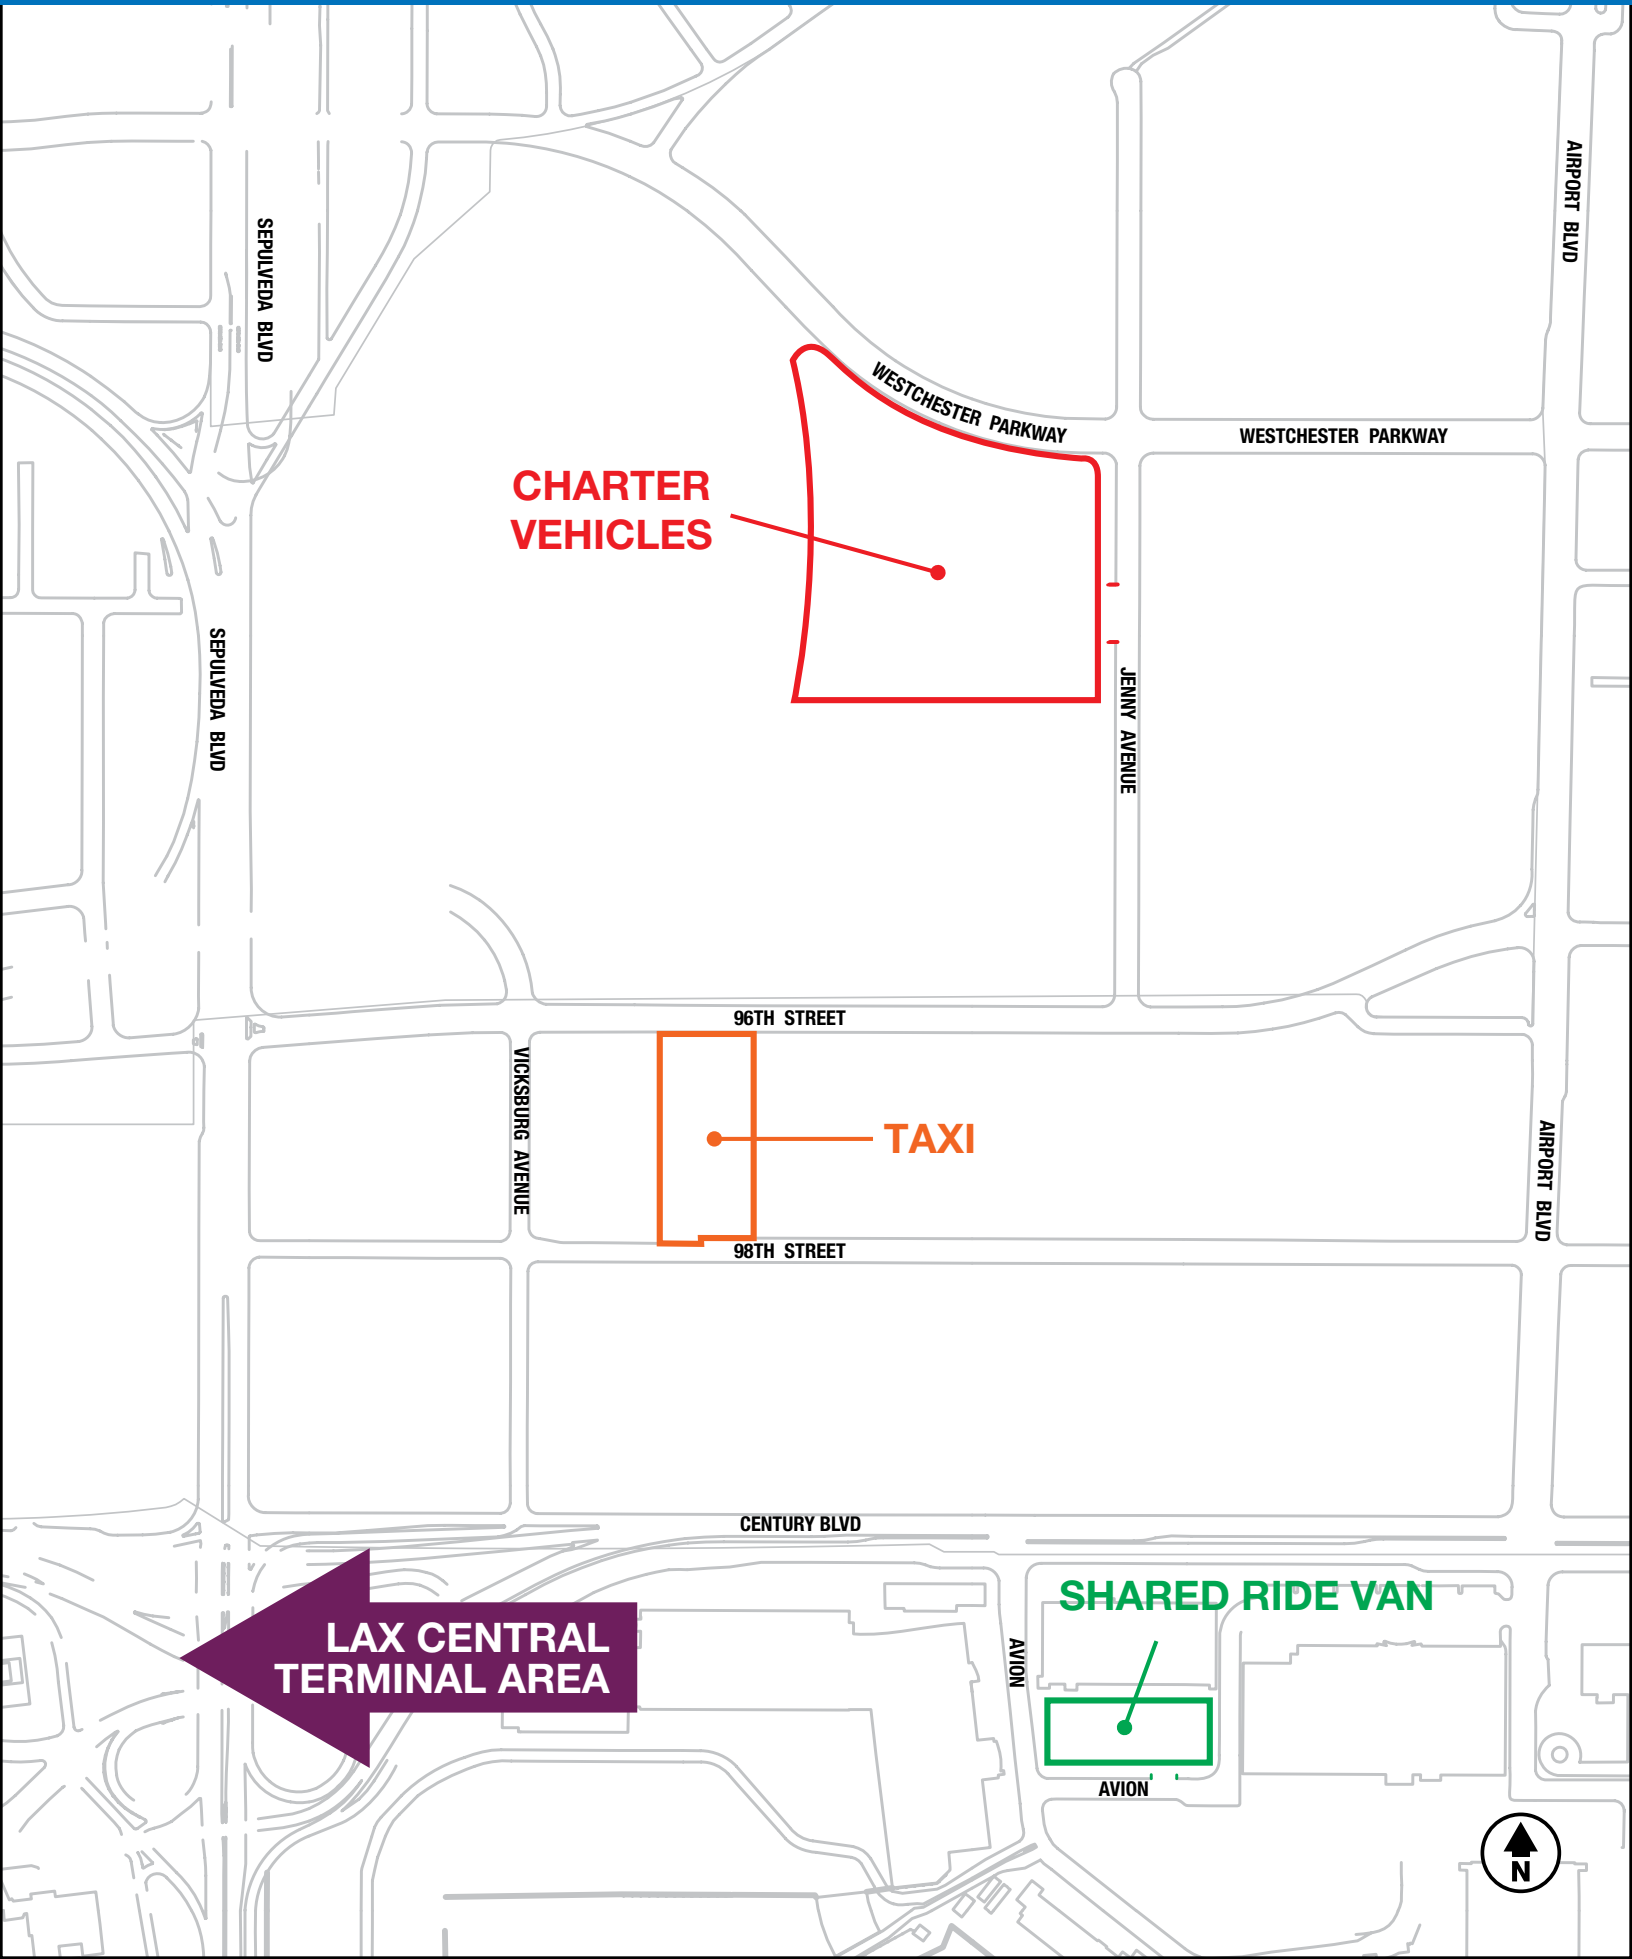 AIRPORT BLVD
SEPULVEDA BLVD
WESTCHESTER PARKWAY
WESTCHESTER PARKWAY
CHARTER
VEHICLES
SEPULVEDA BLVD
JENNY AVENUE
96TH STREET
VICKSBURG AVENUE
TAXI
AIRPORT BLVD
98TH STREET
CENTURY BLVD
SHARED RIDE VAN
LAX CENTRAL
TERMINAL AREA
AVION
AVION
N